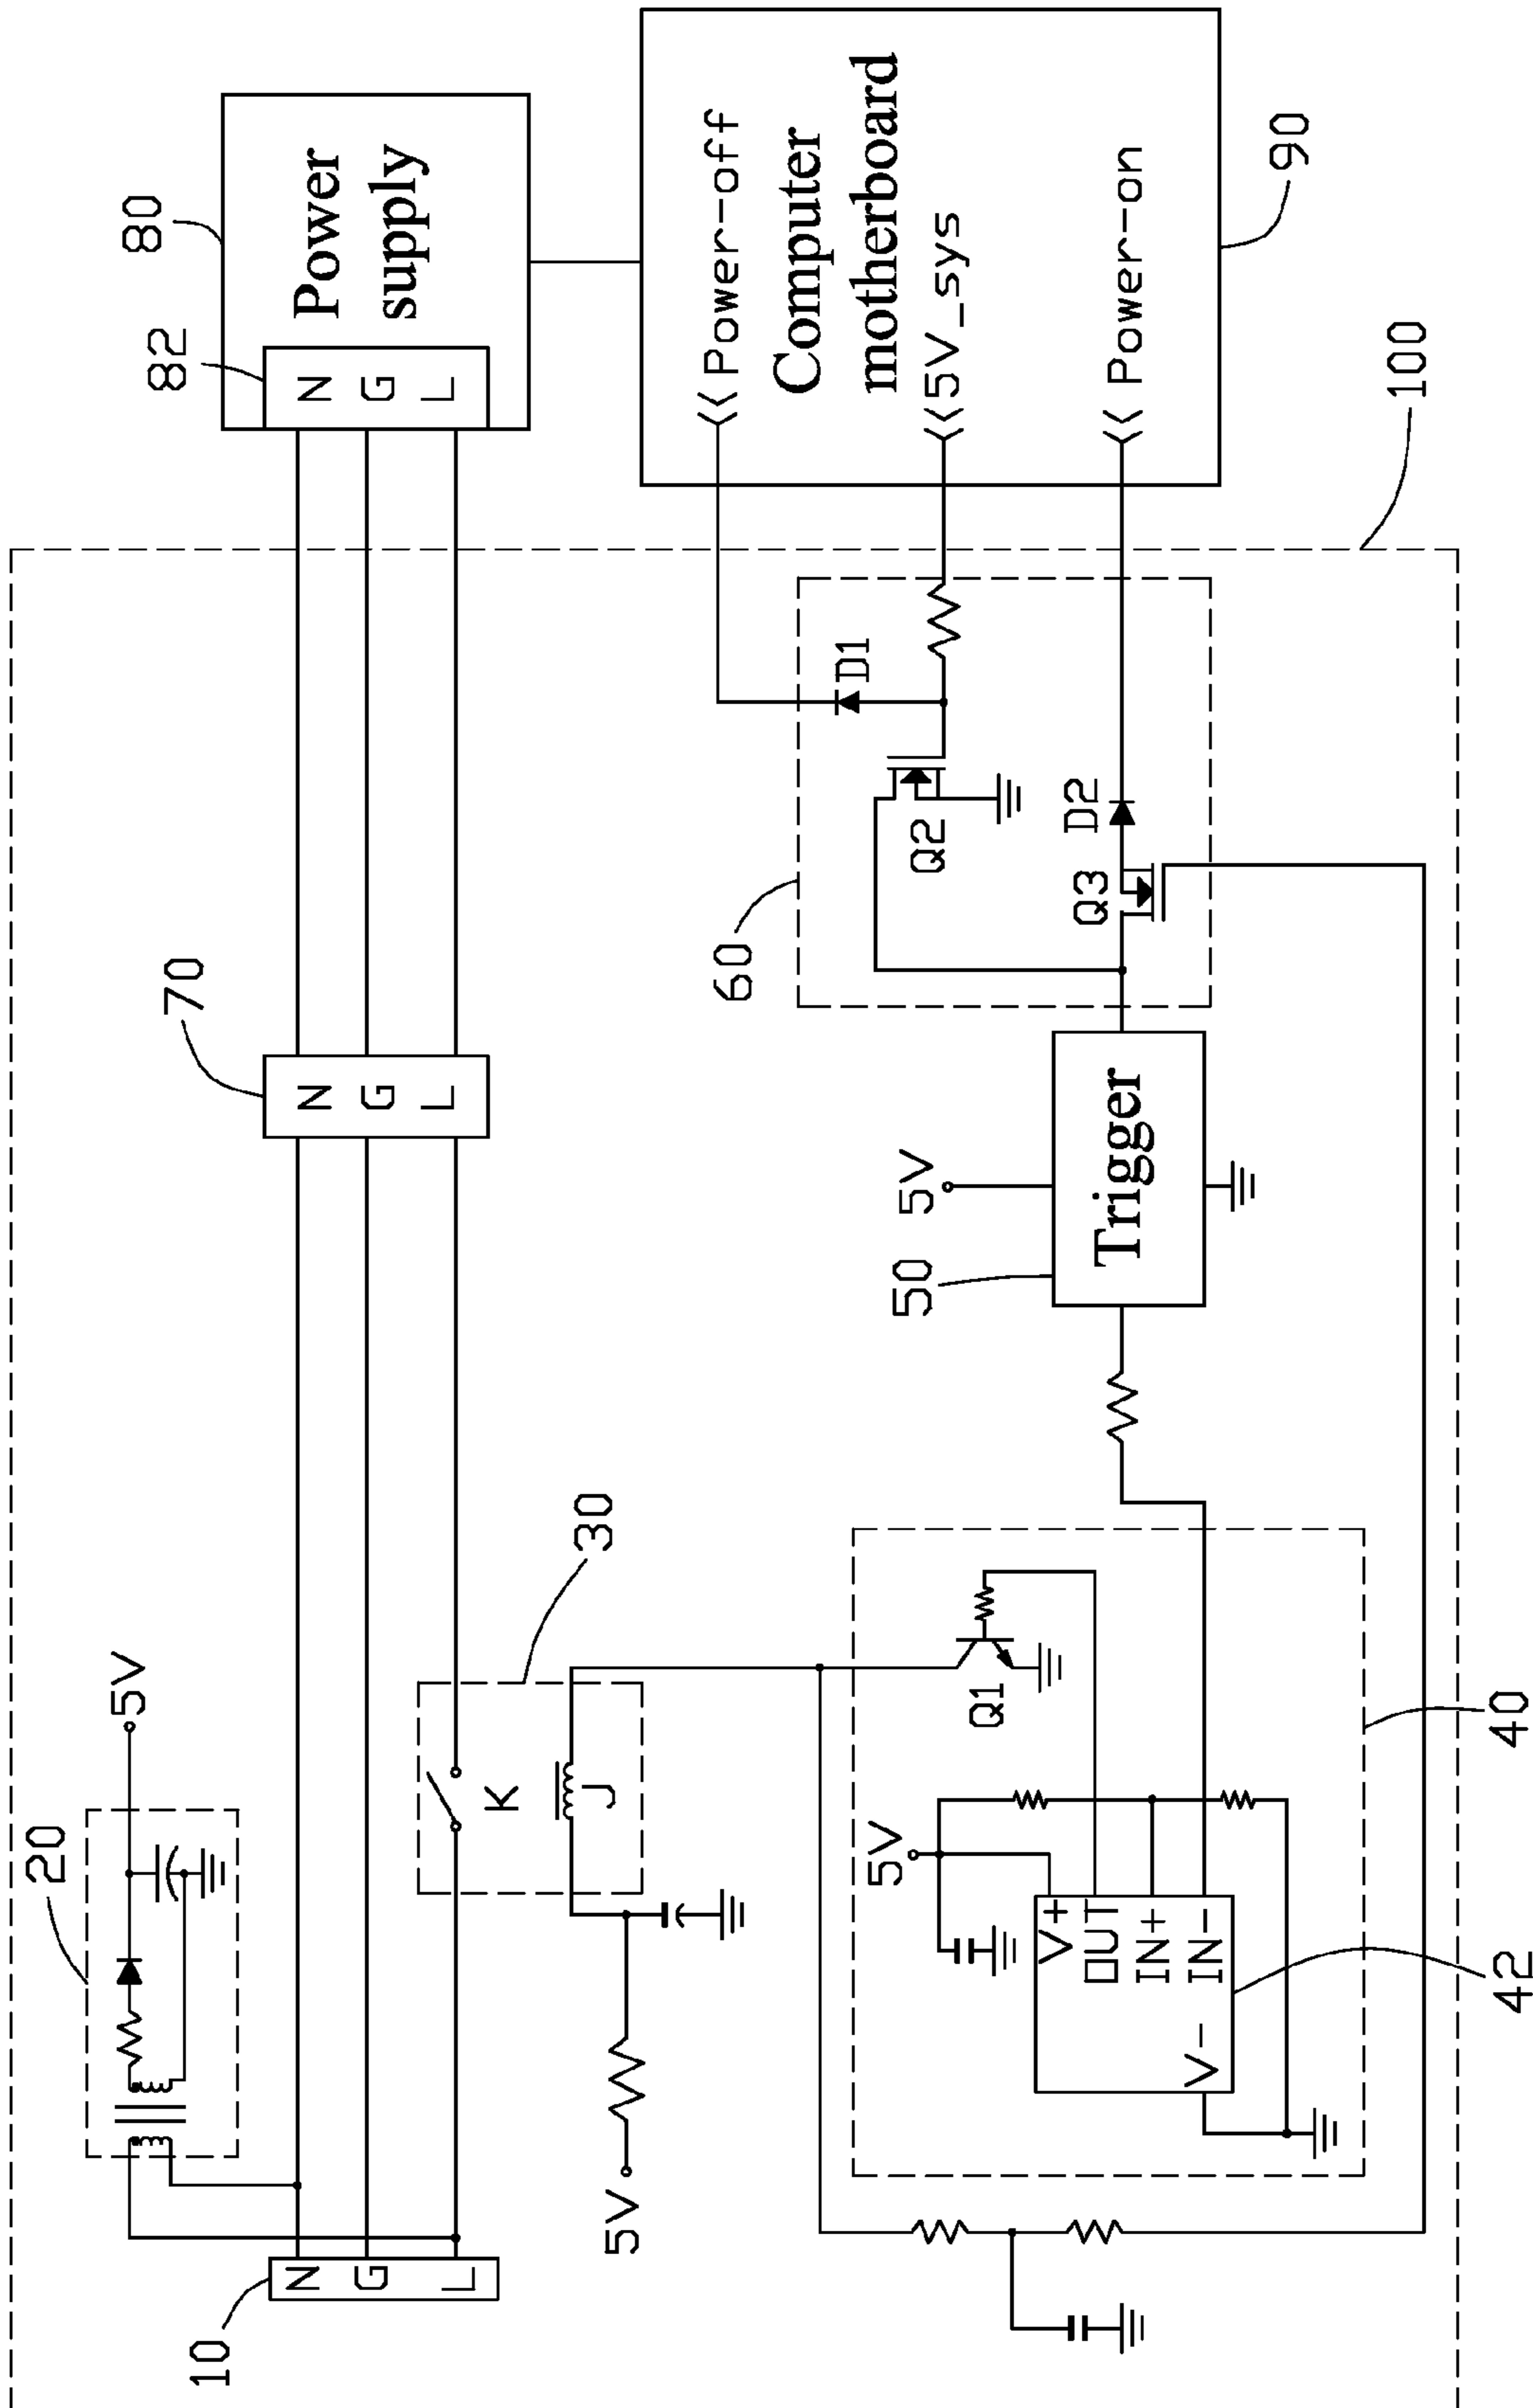 80
82
Power
supply
N
G
L
70
N
G
L
20
5V
10
N
G
L
30
K
J
5V
Power-off
Computer
motherboard
5V_sys
Power-on
90
100
60
D1
Q2
D2
Q3
5V
50
Trigger
Q1
5V
V+
OUT
IN+
IN-
V-
40
42